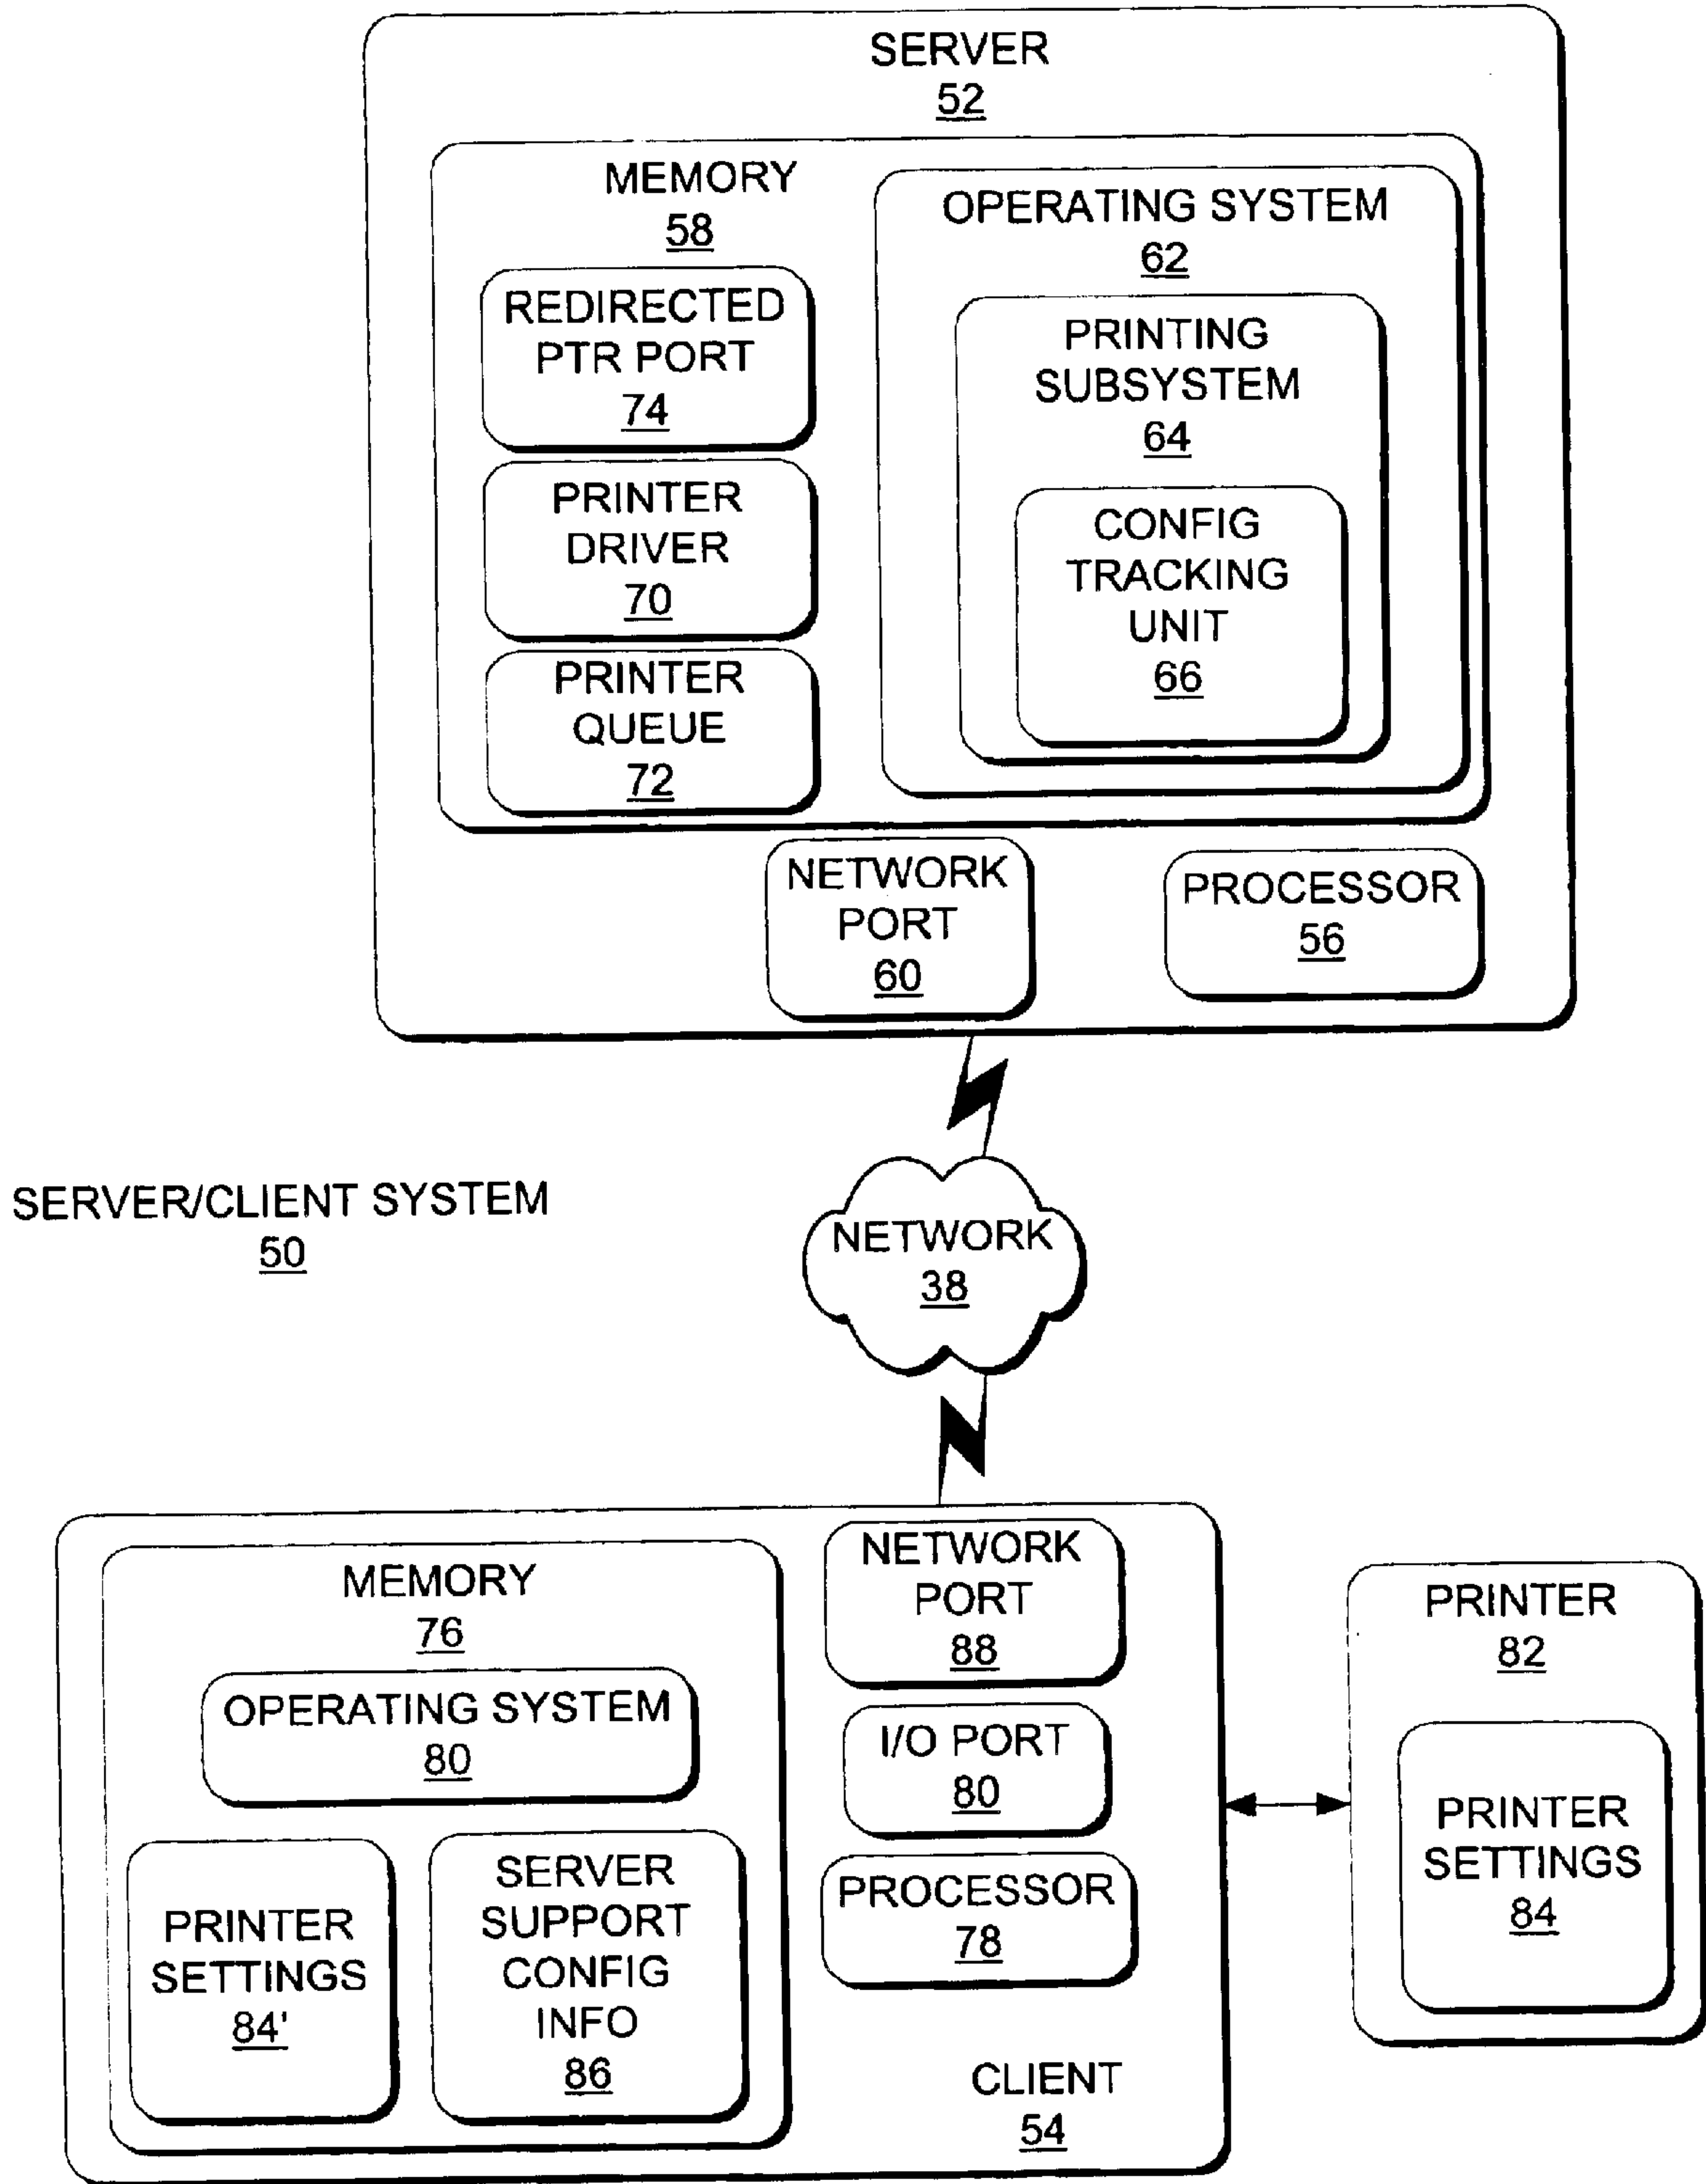 SERVER
52
MEMORY
58
REDIRECTED
PTR PORT
74
PRINTER
DRIVER
70
PRINTER
QUEUE
72
OPERATING SYSTEM
62
PRINTING
SUBSYSTEM
64
CONFIG
TRACKING
UNIT
66
NETWORK
PORT
60
PROCESSOR
56
SERVER/CLIENT SYSTEM
50
NETWORK
38
MEMORY
76
OPERATING SYSTEM
80
PRINTER
SETTINGS
84'
SERVER
SUPPORT
CONFIG
INFO
86
NETWORK
PORT
88
I/O PORT
80
PROCESSOR
78
CLIENT
54
PRINTER
82
PRINTER
SETTINGS
84